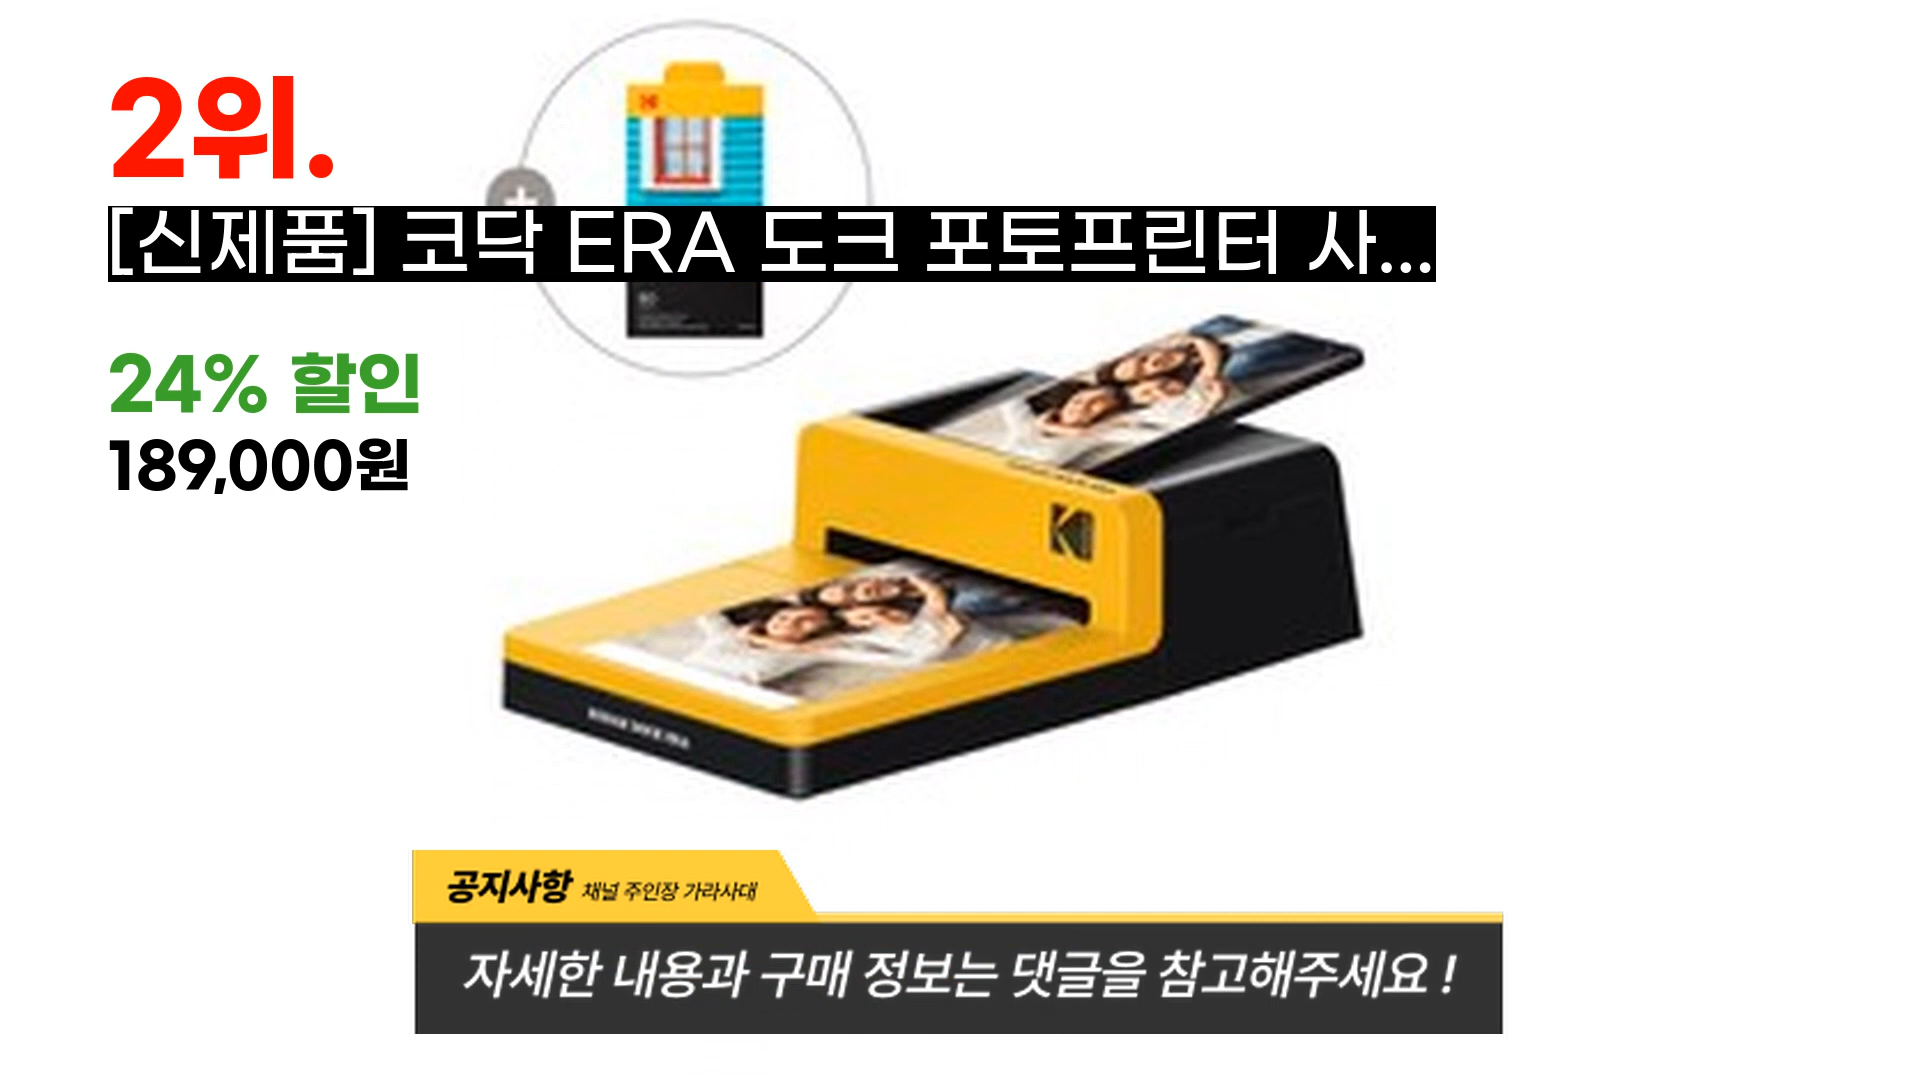 2위.
[신제품] 코닥 ERA 도크 포토프린터 사...
24% 할인
189,000원
공지사항 채널 주인장 가라사대
자세한 내용과 구매 정보는 댓글을 참고해주세요 !